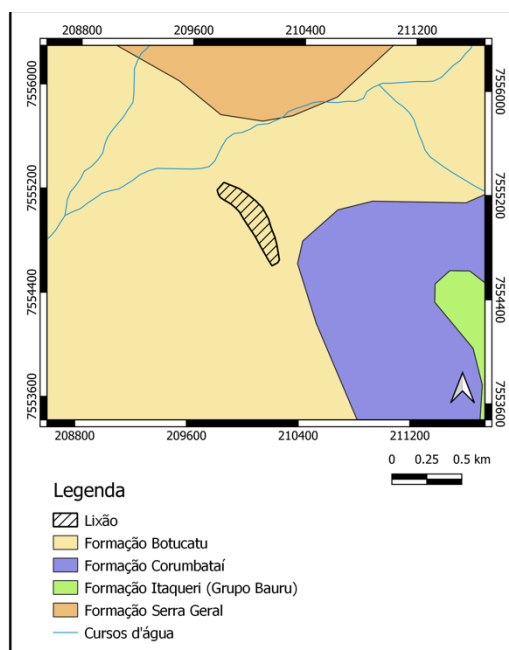 208800 209600 210400 211200
7556000 7556000
7555200 7555200
7554400 7554400
7553600 7553600
208800 209600 210400 211200
0 0.25 0.5 km
Legenda
Lixão
Formação Botucatu
Formação Corumbataí
Formação Itaqueri (Grupo Bauru)
Formação Serra Geral
Cursos d'água